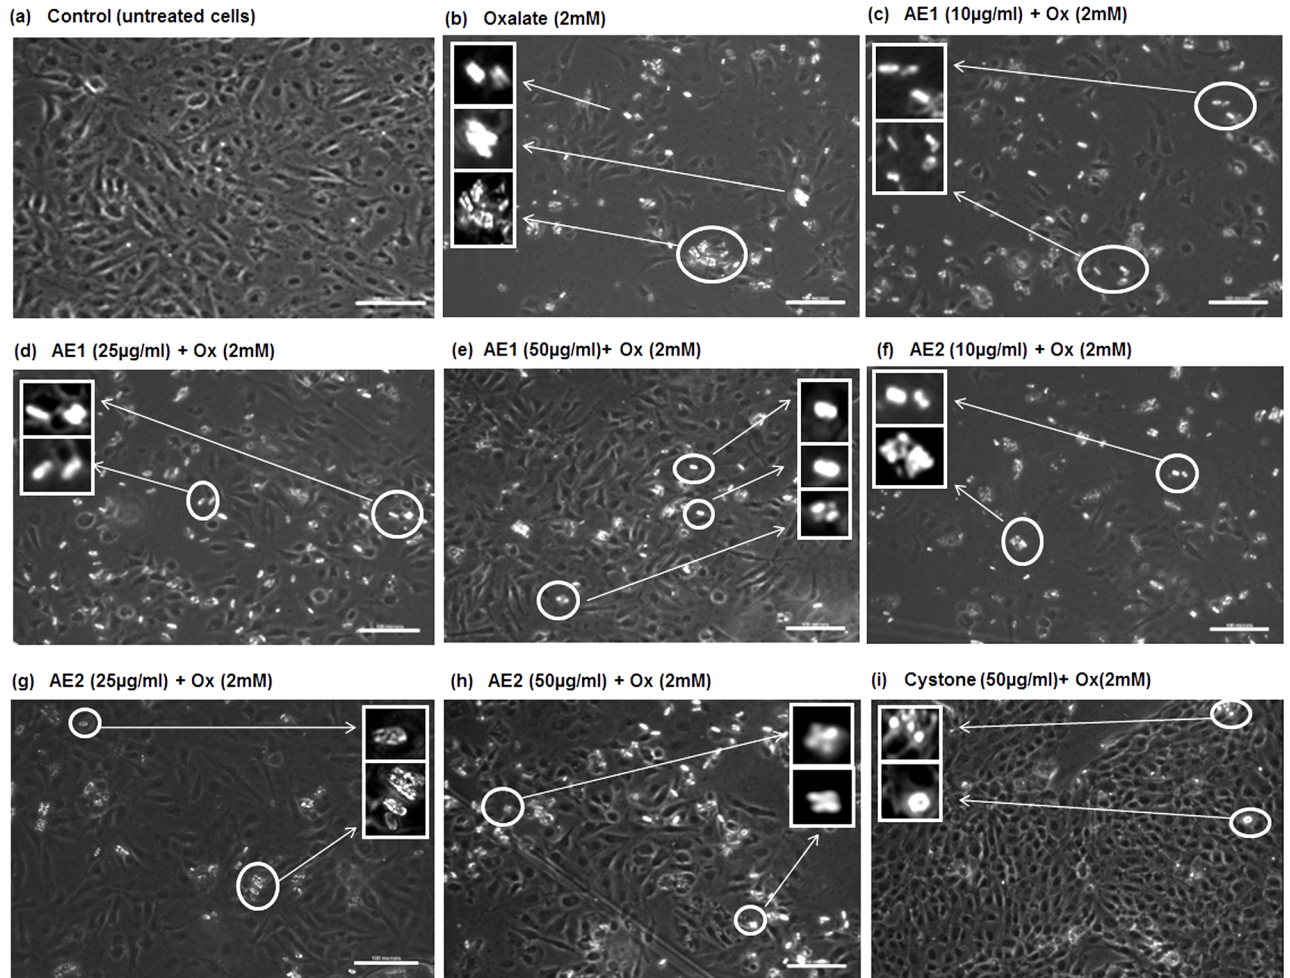 (a) Control (untreated cells)
(b) Oxalate (2mM)
(c) AE1 (10µg/ml) + Ox (2mM)
(d) AE1 (25µg/ml) + Ox (2mM)
(e) AE1 (50µg/ml)+ Ox (2mM)
(f) AE2 (10µg/ml) + Ox (2mM)
(g) AE2 (25µg/ml) + Ox (2mM)
(h) AE2 (50µg/ml) + Ox (2mM)
(i) Cystone (50µg/ml)+ Ox(2mM)
100 microns